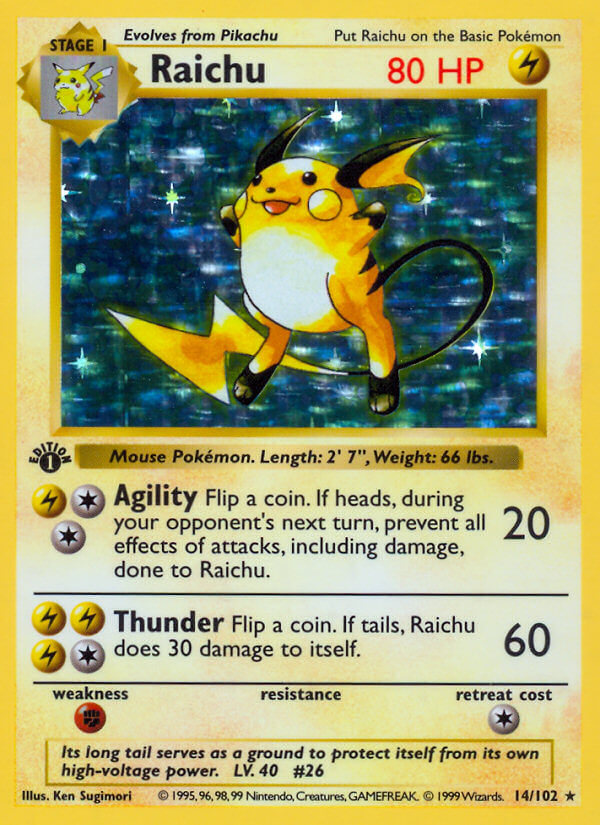 STAGE 1
Evolves from Pikachu
Put Raichu on the Basic Pokémon
Raichu
80 HP
EDITION
1
Mouse Pokémon. Length: 2' 7", Weight: 66 lbs.
Agility Flip a coin. If heads, during
your opponent's next turn, prevent all
effects of attacks, including damage,
done to Raichu.
20
Thunder Flip a coin. If tails, Raichu
does 30 damage to itself.
60
weakness
resistance
retreat cost
Its long tail serves as a ground to protect itself from its own
high-voltage power. LV. 40 #26
Illus. Ken Sugimori
© 1995, 96, 98, 99 Nintendo, Creatures, GAMEFREAK. © 1999 Wizards.
14/102 ★